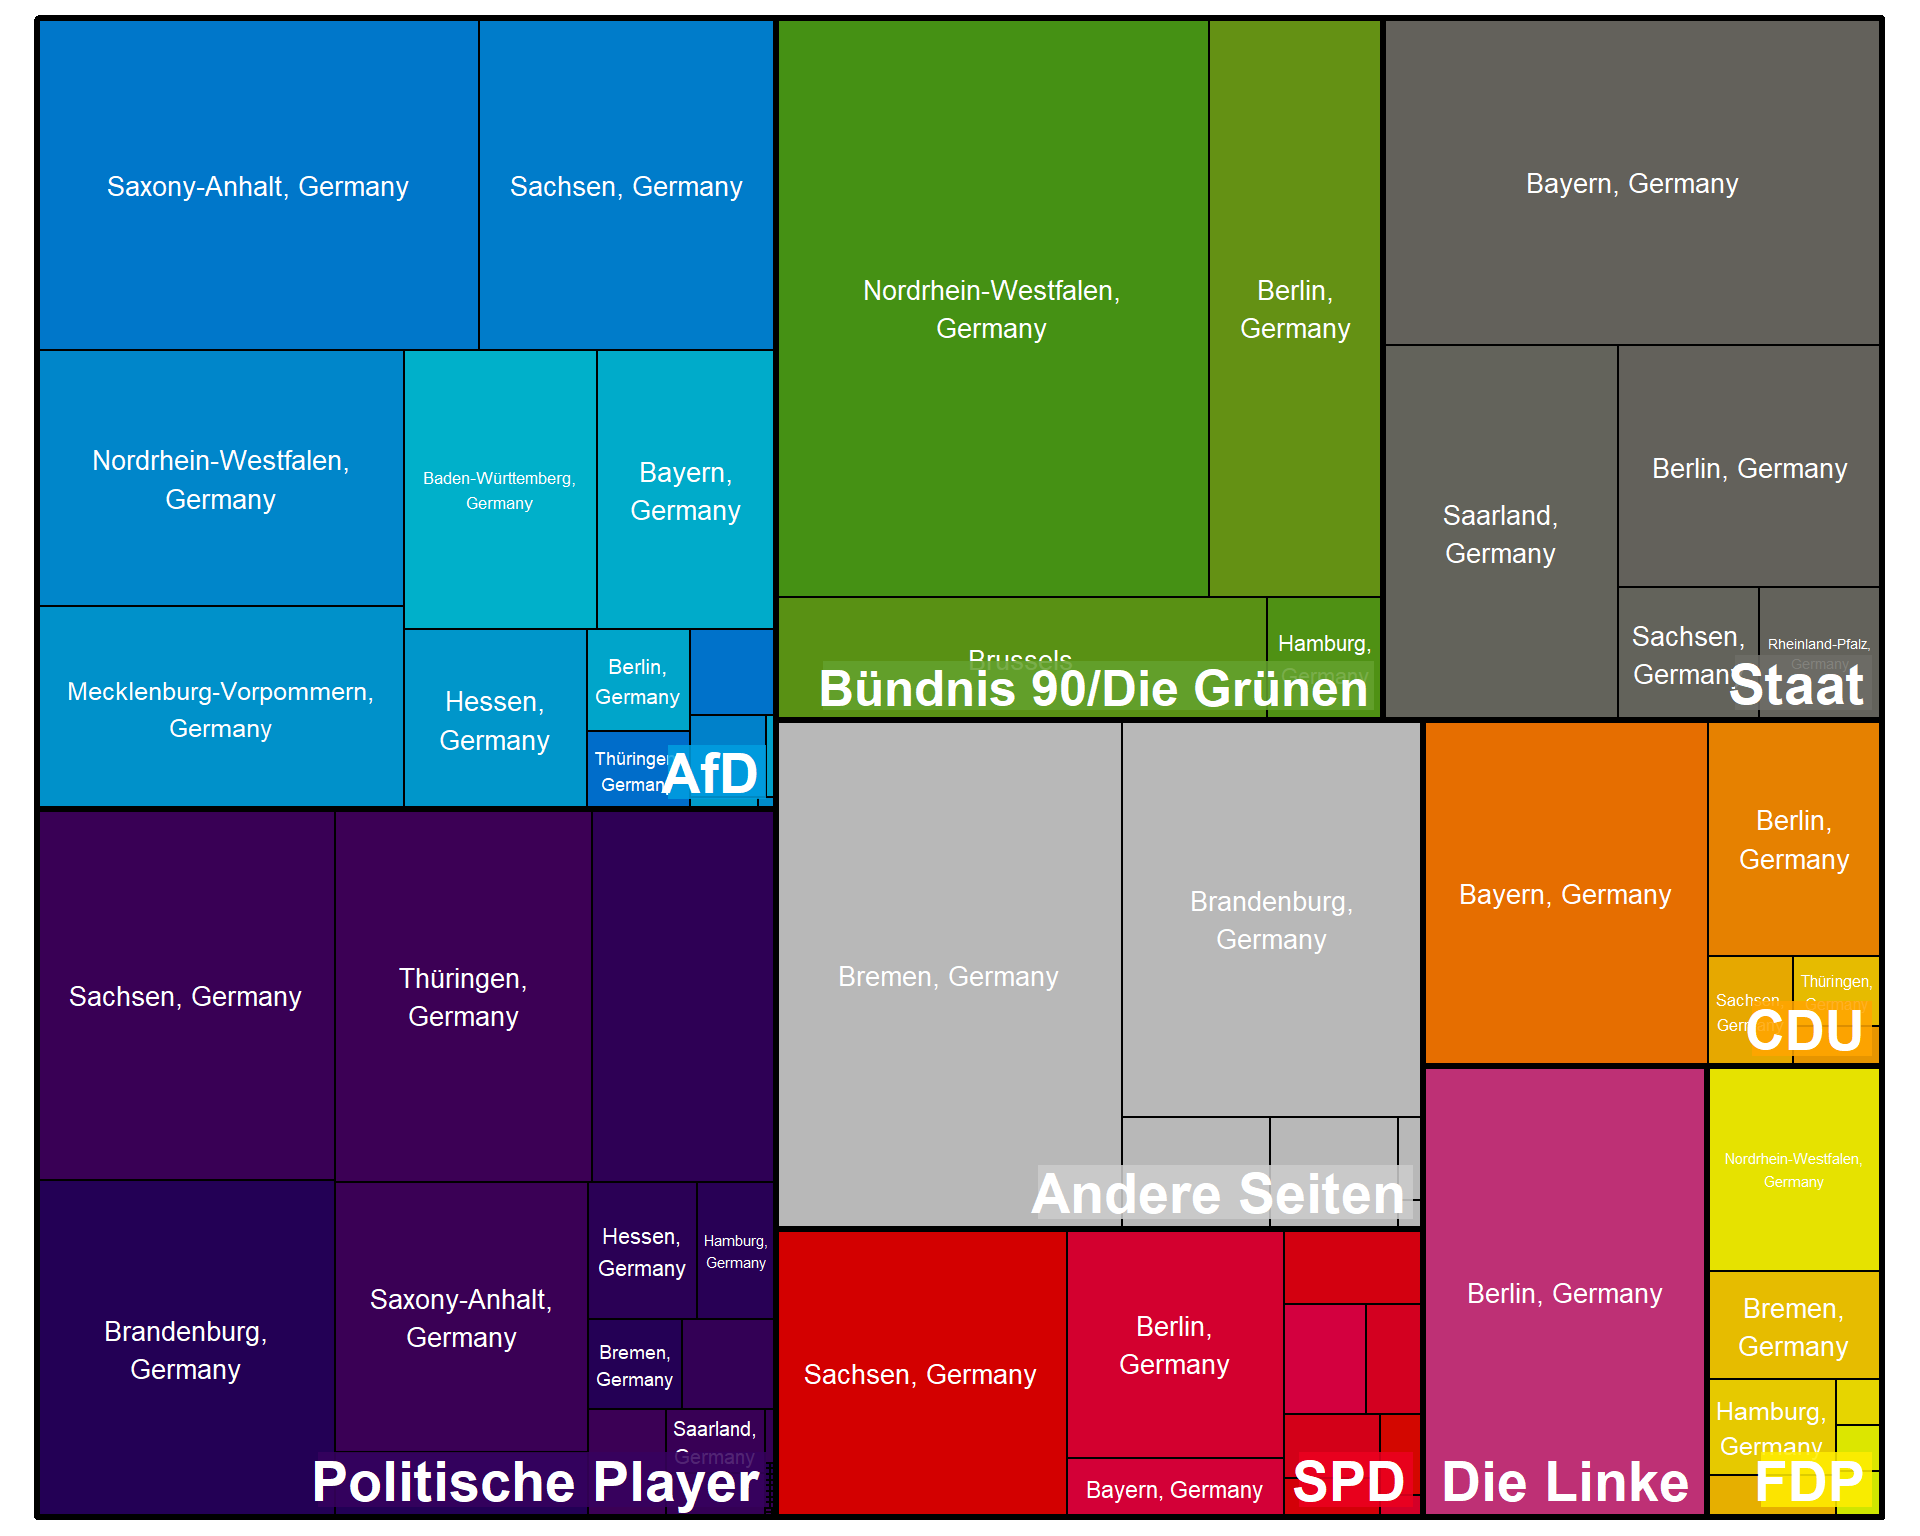 Saxony-Anhalt, Germany
Sachsen, Germany
Nordrhein-Westfalen,
Germany
Baden-Württemberg,
Germany
Bayern,
Germany
Mecklenburg-Vorpommern,
Germany
Hessen,
Germany
Berlin,
Germany
Thüringen,
Germany
AfD
Nordrhein-Westfalen,
Germany
Berlin,
Germany
Brussels
Hamburg,
Germany
Bündnis 90/Die Grünen
Bayern, Germany
Saarland,
Germany
Berlin, Germany
Sachsen,
Germany
Rheinland-Pfalz,
Germany
Staat
Sachsen, Germany
Thüringen,
Germany
Brandenburg,
Germany
Saxony-Anhalt,
Germany
Hessen,
Germany
Hamburg,
Germany
Bremen,
Germany
Saarland,
Germany
Politische Player
Bremen, Germany
Brandenburg,
Germany
Andere Seiten
Bayern, Germany
Berlin,
Germany
Sachsen,
Germany
Thüringen,
Germany
CDU
Sachsen, Germany
Berlin,
Germany
Bayern, Germany
SPD
Berlin, Germany
Die Linke
Nordrhein-Westfalen,
Germany
Bremen,
Germany
Hamburg,
Germany
FDP